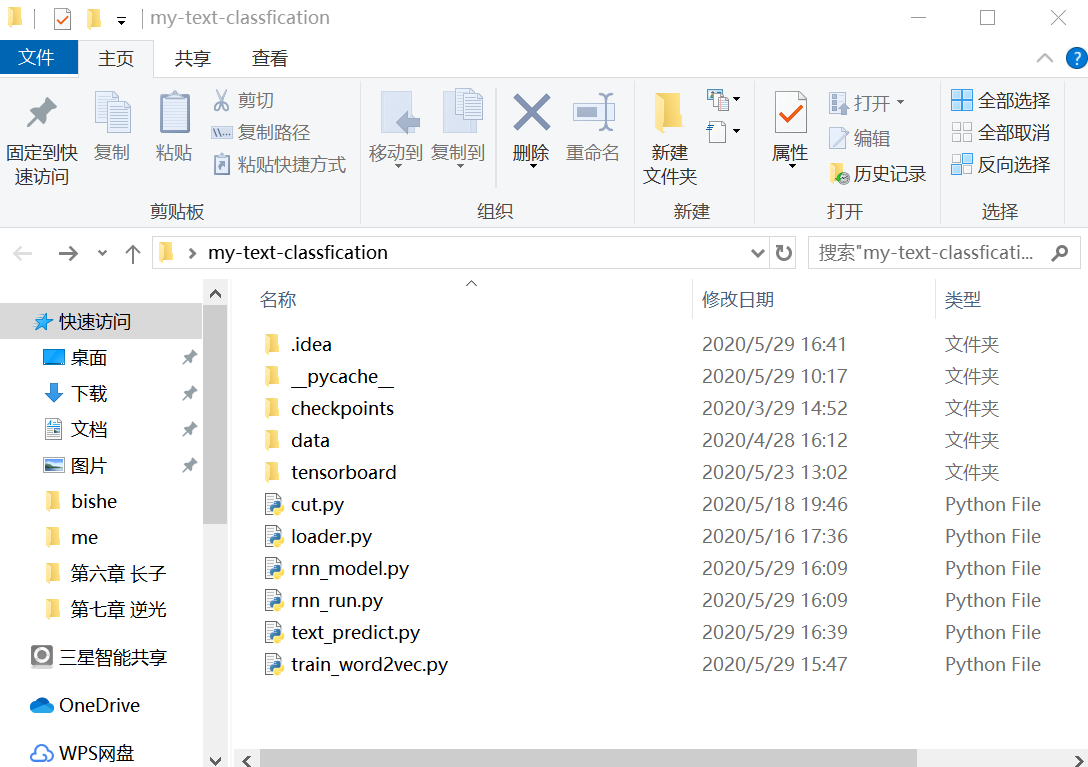 my-text-classfication
文件 主页 共享 查看
固定到快速访问
复制
粘贴
剪切
复制路径
粘贴快捷方式
剪贴板
移动到 复制到
删除 重命名
组织
新建文件夹
新建
属性
打开
编辑
历史记录
打开
全部选择
全部取消
反向选择
选择
my-text-classfication
搜索"my-text-classficati...
快速访问
桌面
下载
文档
图片
bishe
me
第六章 长子
第七章 逆光
三星智能共享
OneDrive
WPS网盘
名称 修改日期 类型
.idea 2020/5/29 16:41 文件夹
__pycache__ 2020/5/29 10:17 文件夹
checkpoints 2020/3/29 14:52 文件夹
data 2020/4/28 16:12 文件夹
tensorboard 2020/5/23 13:02 文件夹
cut.py 2020/5/18 19:46 Python File
loader.py 2020/5/16 17:36 Python File
rnn_model.py 2020/5/29 16:09 Python File
rnn_run.py 2020/5/29 16:09 Python File
text_predict.py 2020/5/29 16:39 Python File
train_word2vec.py 2020/5/29 15:47 Python File